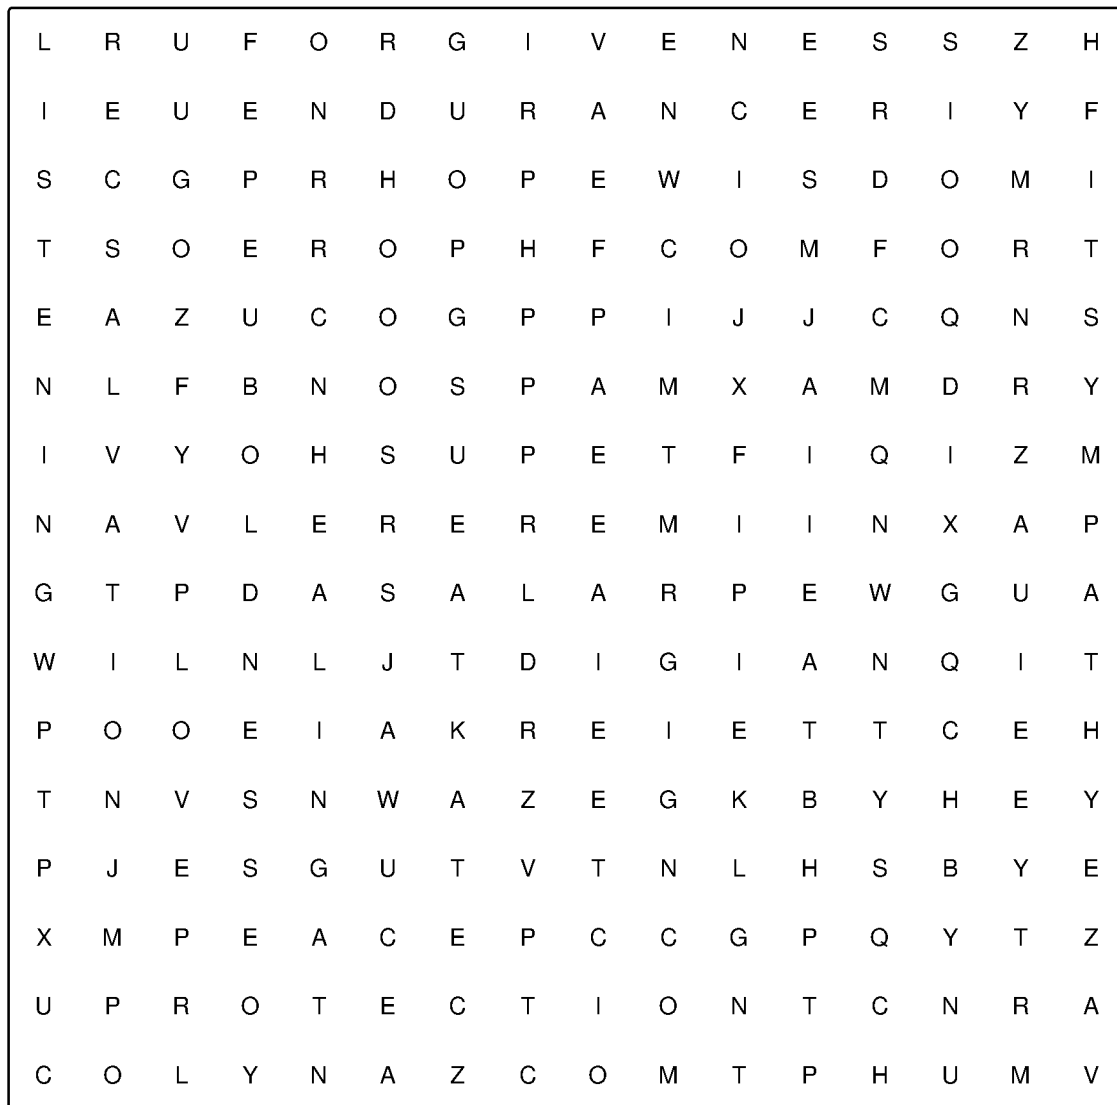 L R U F O R G I V E N E S S Z H
I E U E N D U R A N C E R I Y F
S C G P R H O P E W I S D O M I
T S O E R O P H F C O M F O R T
E A Z U C O G P P I J J C Q N S
N L F B N O S P A M X A M D R Y
I V Y O H S U P E T F I Q I Z M
N A V L E R E R E M I I N X A P
G T P D A S A L A R P E W G U A
W I L N L J T D I G I A N Q I T
P O O E I A K R E I E T T C E H
T N V S N W A Z E G K B Y H E Y
P J E S G U T V T N L H S B Y E
X M P E A C E P C C G P Q Y T Z
U P R O T E C T I O N T C N R A
C O L Y N A Z C O M T P H U M V